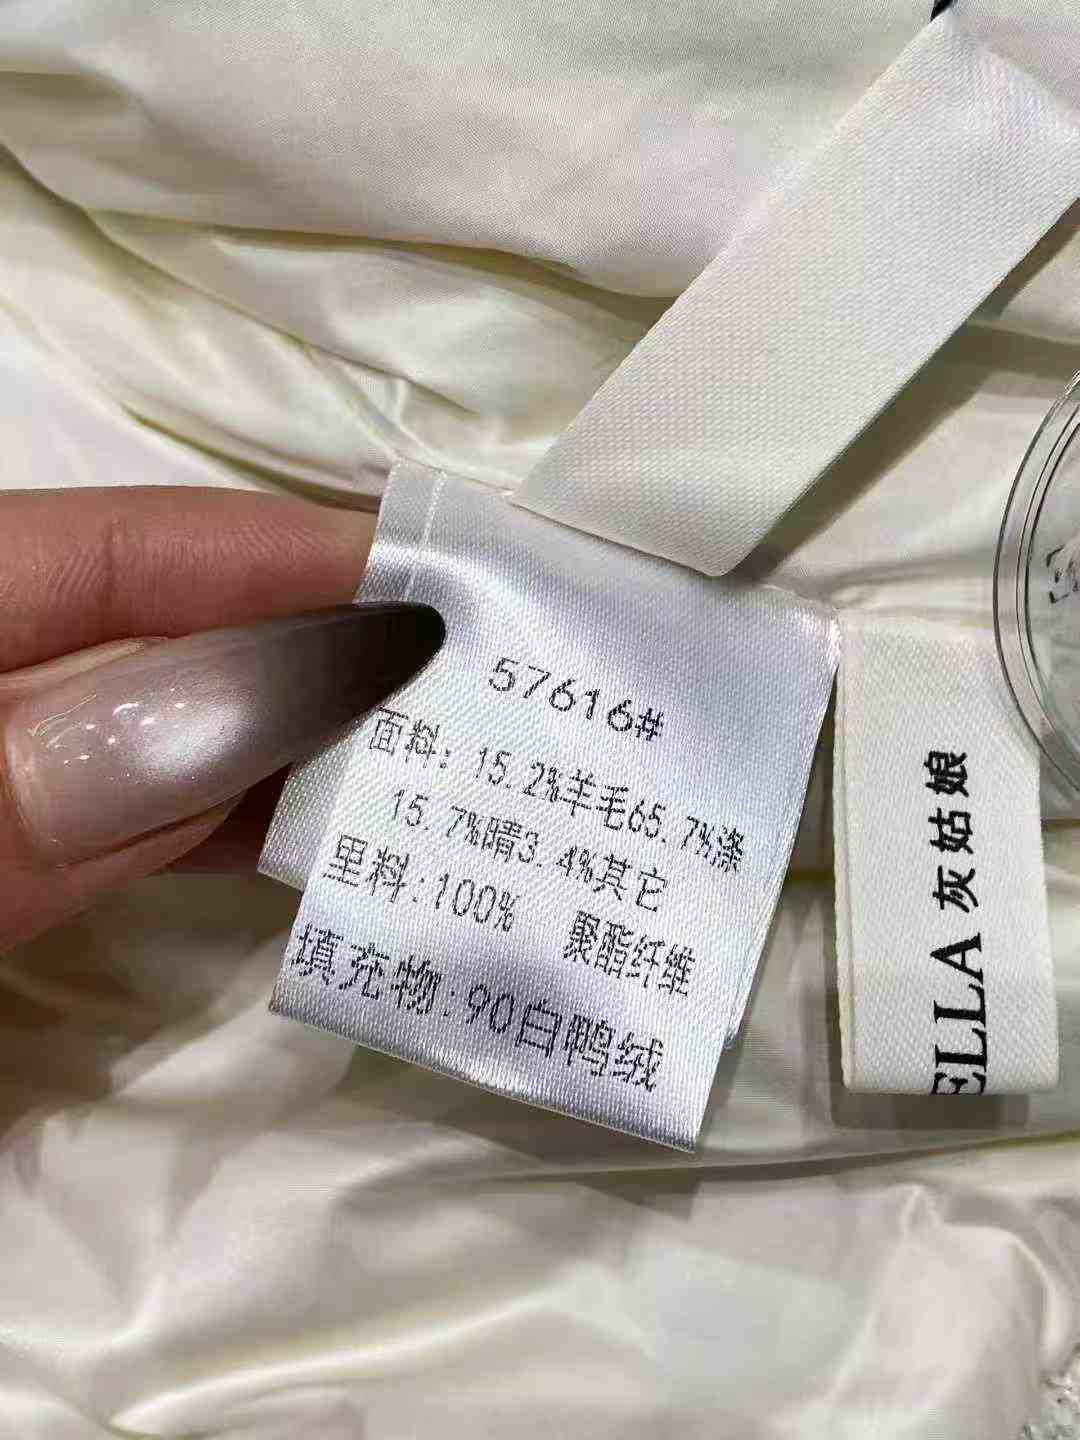 57616#
面料: 15.2%羊毛65.7%涤
15.7%晴3.4%其它
里料:100% 聚酯纤维
填充物:90白鸭绒
ELLA 灰姑娘